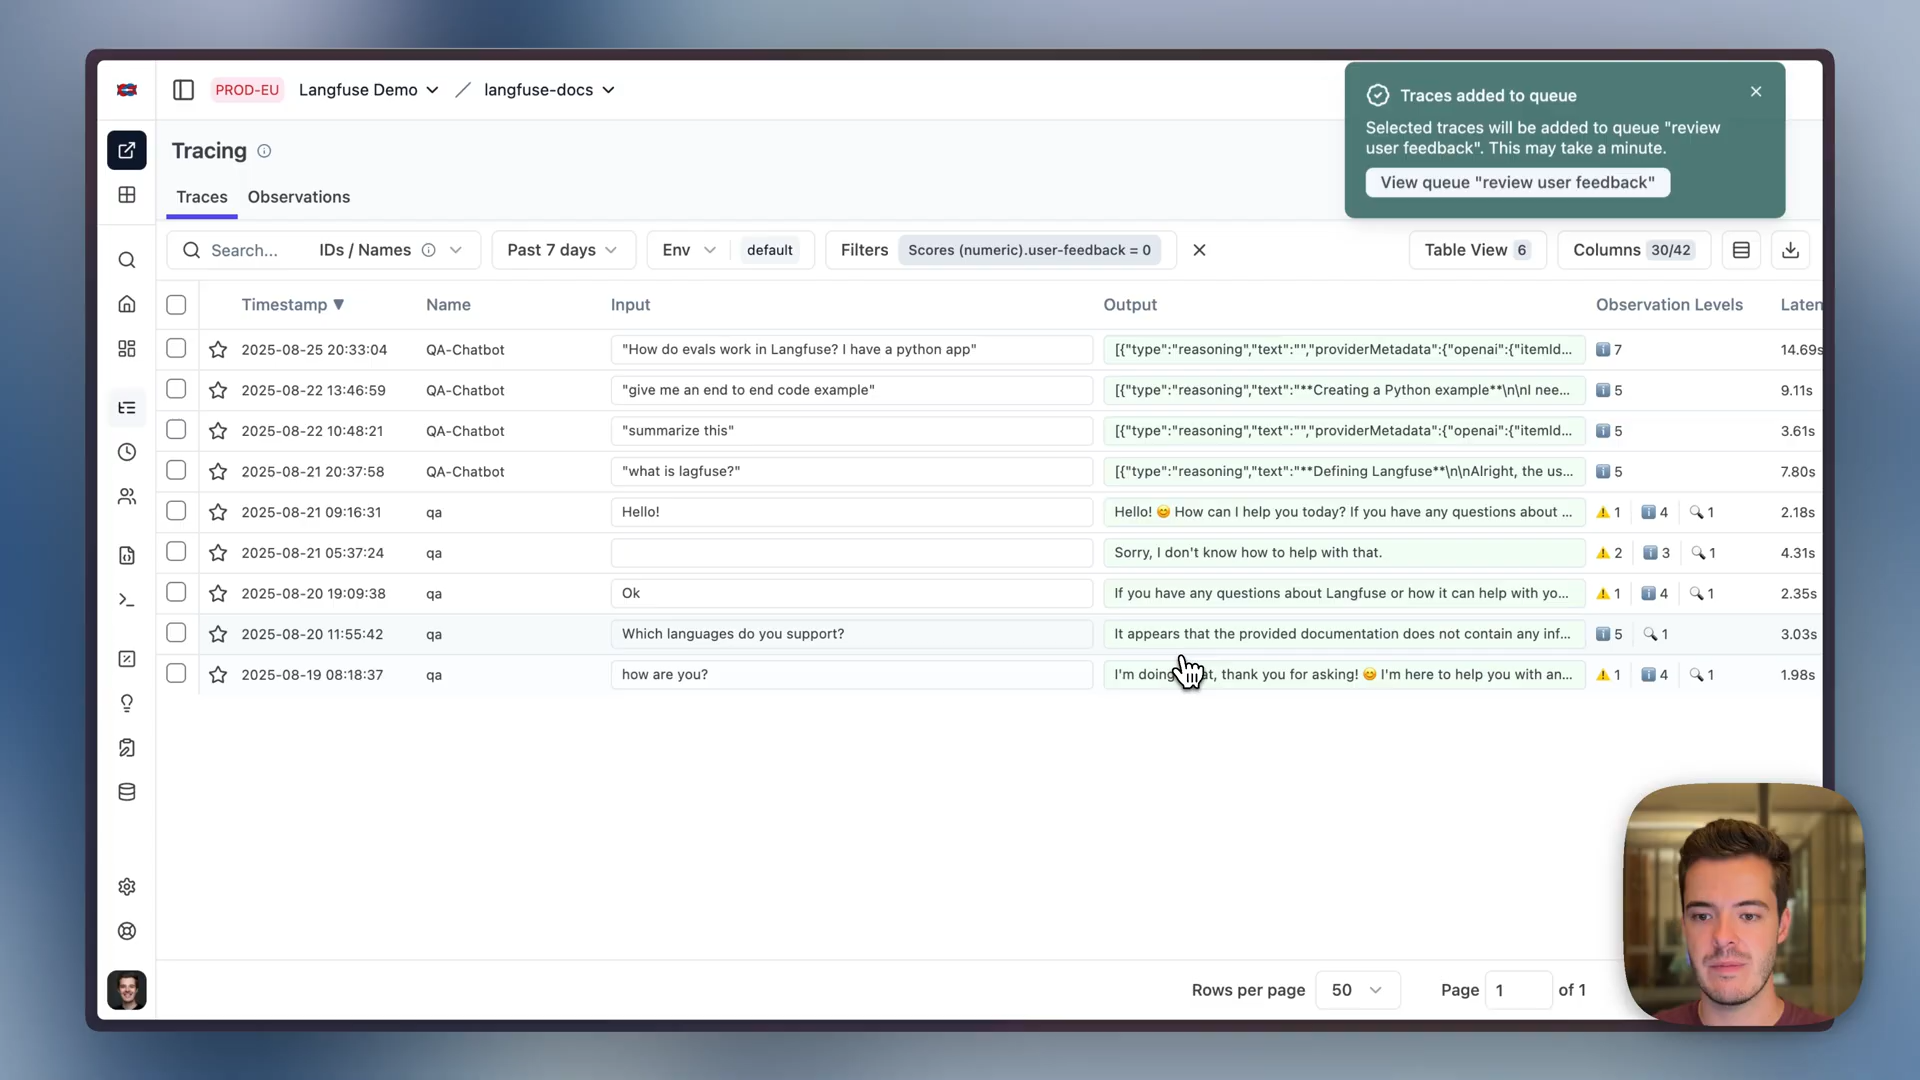 PROD-EU Langfuse Demo langfuse-docs
Traces added to queue
Selected traces will be added to queue "review
user feedback". This may take a minute.
View queue "review user feedback"
Tracing
Traces Observations
Search... IDs / Names Past 7 days Env default Filters Scores (numeric).user-feedback = 0 Table View 6 Columns 30/42
Timestamp ▼ Name Input Output Observation Levels Laten
2025-08-25 20:33:04 QA-Chatbot "How do evals work in Langfuse? I have a python app" [{"type":"reasoning","text":"","providerMetadata":{"openai":{"itemId... 7 14.69s
2025-08-22 13:46:59 QA-Chatbot "give me an end to end code example" [{"type":"reasoning","text":"**Creating a Python example**\n\nI nee... 5 9.11s
2025-08-22 10:48:21 QA-Chatbot "summarize this" [{"type":"reasoning","text":"","providerMetadata":{"openai":{"itemId... 5 3.61s
2025-08-21 20:37:58 QA-Chatbot "what is lagfuse?" [{"type":"reasoning","text":"**Defining Langfuse**\n\nAlright, the us... 5 7.80s
2025-08-21 09:16:31 qa Hello! Hello! 😊 How can I help you today? If you have any questions about ... 1 4 1 2.18s
2025-08-21 05:37:24 qa Sorry, I don't know how to help with that. 2 3 1 4.31s
2025-08-20 19:09:38 qa Ok If you have any questions about Langfuse or how it can help with yo... 1 4 1 2.35s
2025-08-20 11:55:42 qa Which languages do you support? It appears that the provided documentation does not contain any inf... 5 1 3.03s
2025-08-19 08:18:37 qa how are you? I'm doing at, thank you for asking! 😊 I'm here to help you with an... 1 4 1 1.98s
Rows per page 50 Page 1 of 1